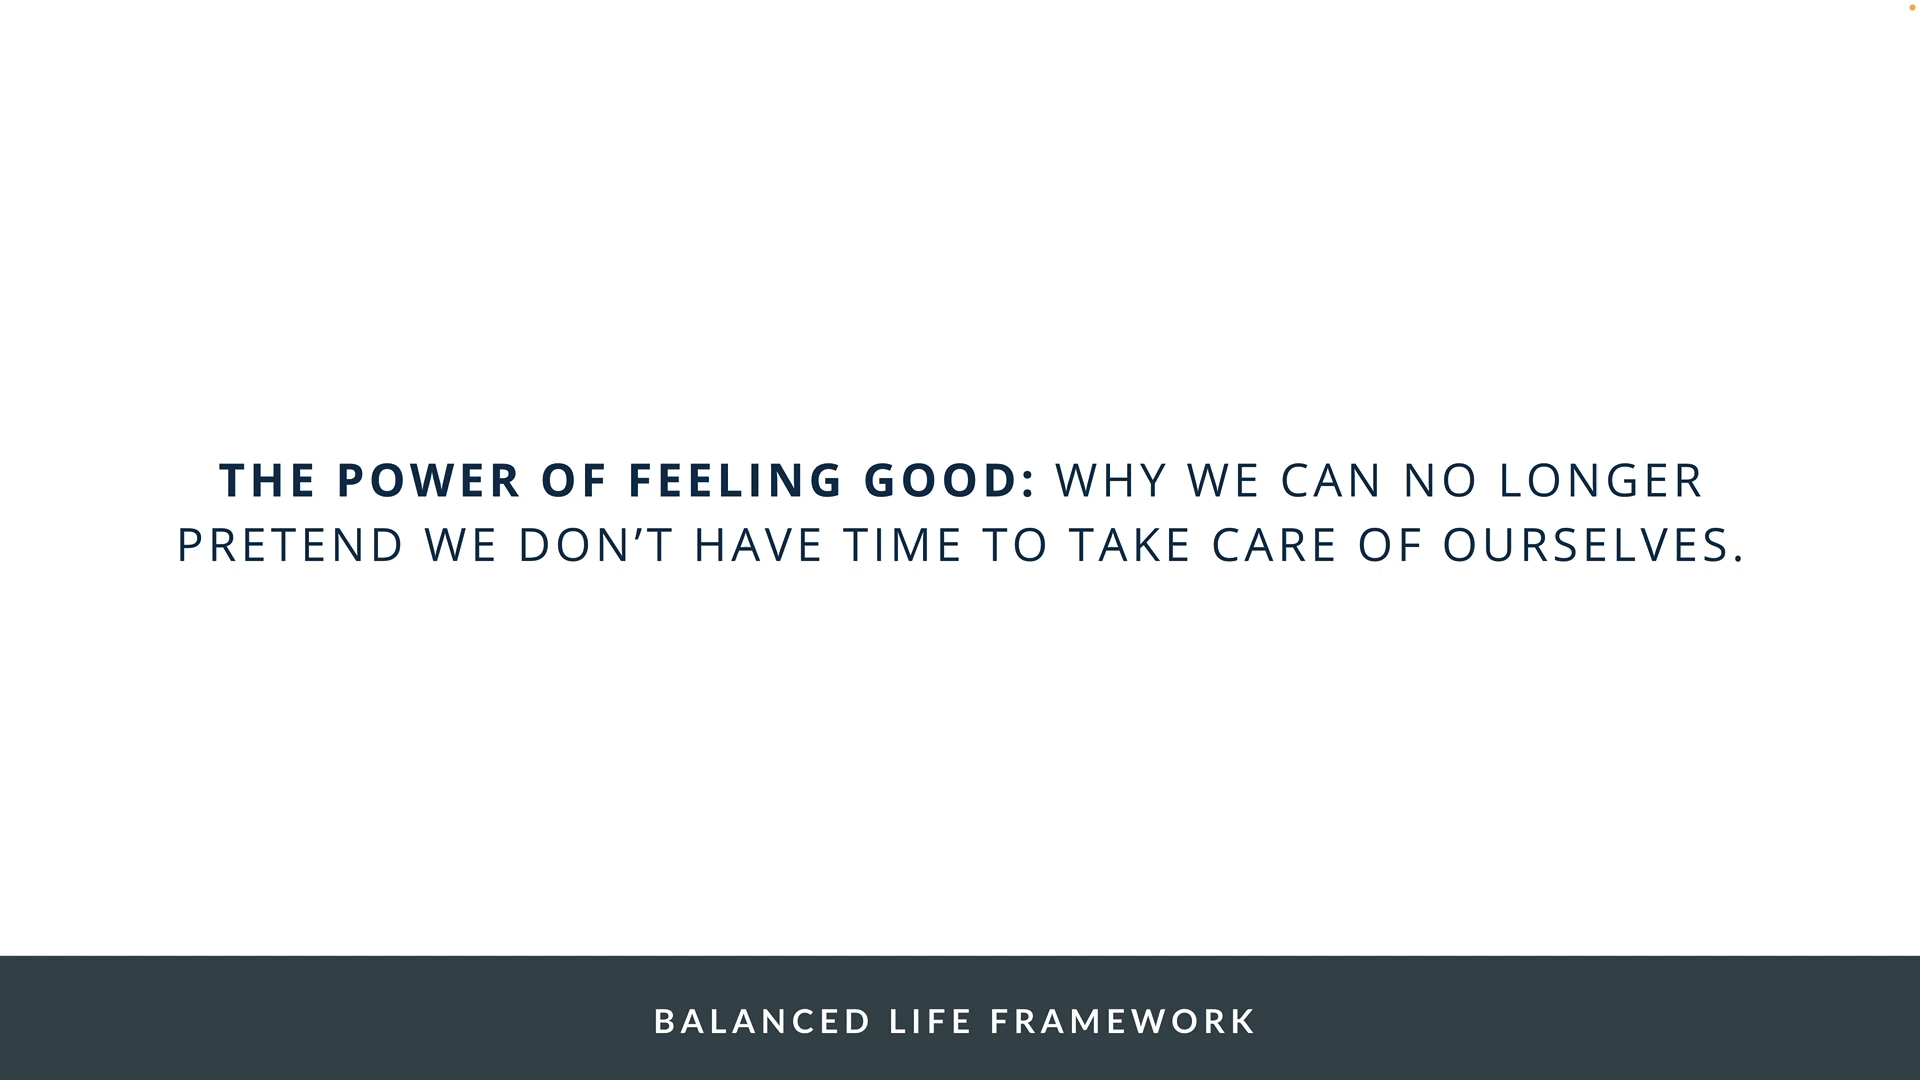 THE POWER OF FEELING GOOD: WHY WE CAN NO LONGER
PRETEND WE DON’T HAVE TIME TO TAKE CARE OF OURSELVES.
BALANCED LIFE FRAMEWORK